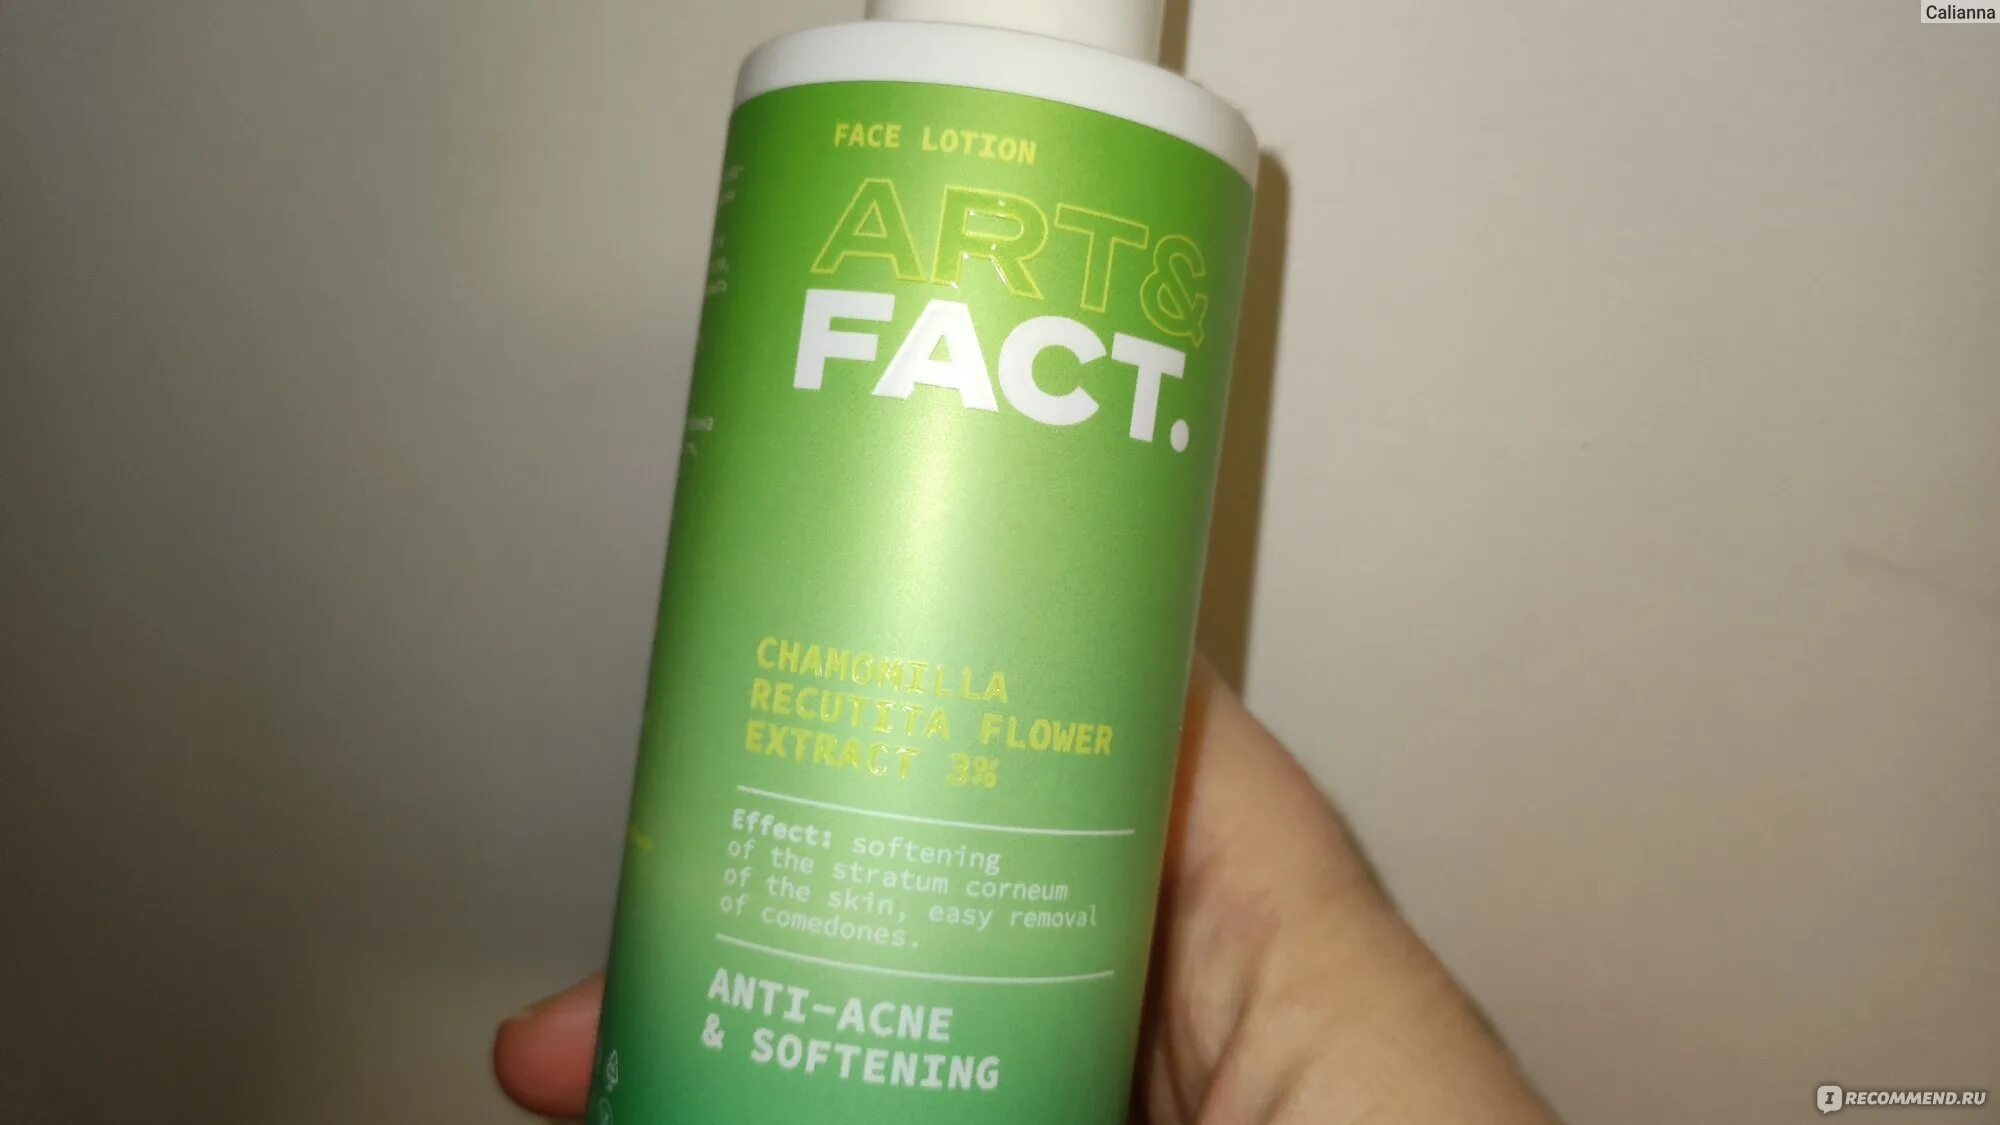 Calianna
FACE LOTION
ART&
FACT.
CHAMOMILLA
RECUTITA FLOWER
EXTRACT 3%
Effect: softening
of the stratum corneum
of the skin, easy removal
of comedones.
ANTI-ACNE
& SOFTENING
IRECOMMEND.RU